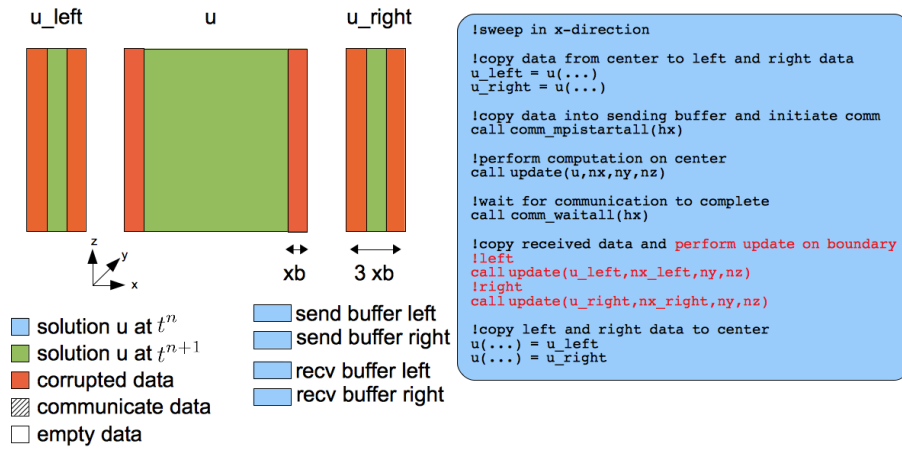 u_left
u
u_right
z
y
x
xb
3 xb
solution u at t^n
solution u at t^{n+1}
corrupted data
communicate data
empty data
send buffer left
send buffer right
recv buffer left
recv buffer right
!sweep in x-direction
!copy data from center to left and right data
u_left = u(...)
u_right = u(...)
!copy data into sending buffer and initiate comm
call comm_mpistartall(hx)
!perform computation on center
call update(u,nx,ny,nz)
!wait for communication to complete
call comm_waitall(hx)
!copy received data and perform update on boundary
!left
call update(u_left,nx_left,ny,nz)
!right
call update(u_right,nx_right,ny,nz)
!copy left and right data to center
u(...) = u_left
u(...) = u_right